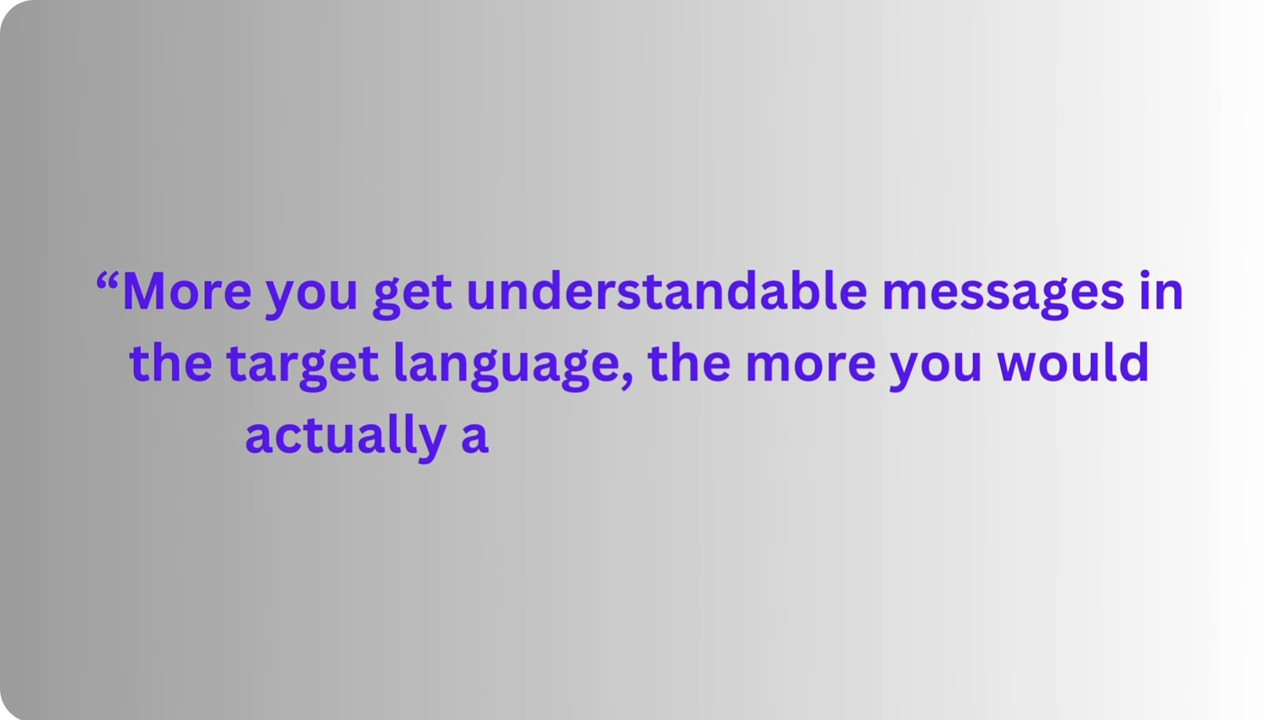 “More you get understandable messages in
the target language, the more you would
actually a